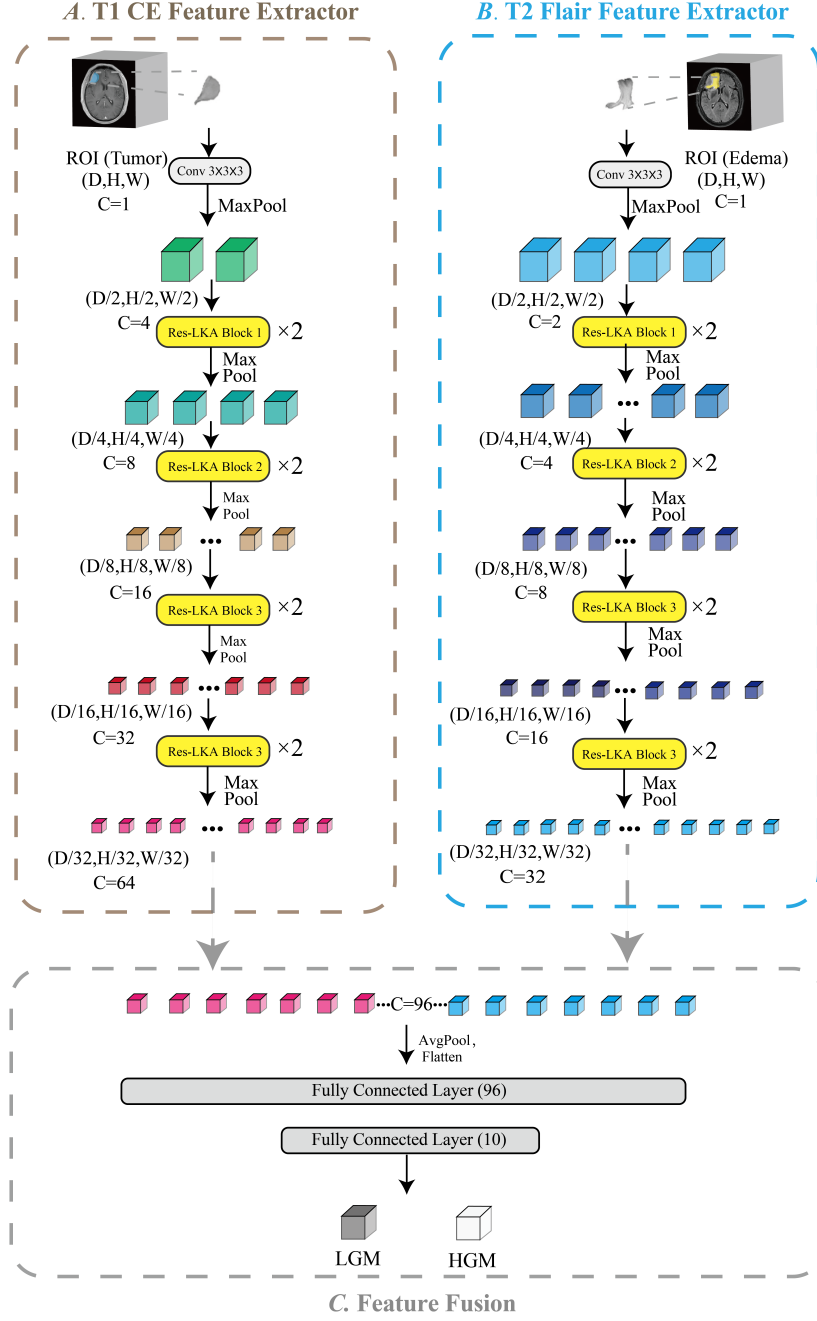 A. T1 CE Feature Extractor
ROI (Tumor)
(D,H,W)
C=1
Conv 3X3X3
MaxPool
(D/2,H/2,W/2)
C=4
Res-LKA Block 1
×2
Max
Pool
(D/4,H/4,W/4)
C=8
Res-LKA Block 2
×2
Max
Pool
•••
(D/8,H/8,W/8)
C=16
Res-LKA Block 3
×2
Max
Pool
•••
(D/16,H/16,W/16)
C=32
Res-LKA Block 3
×2
Max
Pool
•••
(D/32,H/32,W/32)
C=64
B. T2 Flair Feature Extractor
ROI (Edema)
(D,H,W)
C=1
Conv 3X3X3
MaxPool
(D/2,H/2,W/2)
C=2
Res-LKA Block 1
×2
Max
Pool
•••
(D/4,H/4,W/4)
C=4
Res-LKA Block 2
×2
Max
Pool
•••
(D/8,H/8,W/8)
C=8
Res-LKA Block 3
×2
Max
Pool
•••
(D/16,H/16,W/16)
C=16
Res-LKA Block 3
×2
Max
Pool
•••
(D/32,H/32,W/32)
C=32
•••C=96•••
AvgPool,
Flatten
Fully Connected Layer (96)
Fully Connected Layer (10)
LGM
HGM
C. Feature Fusion